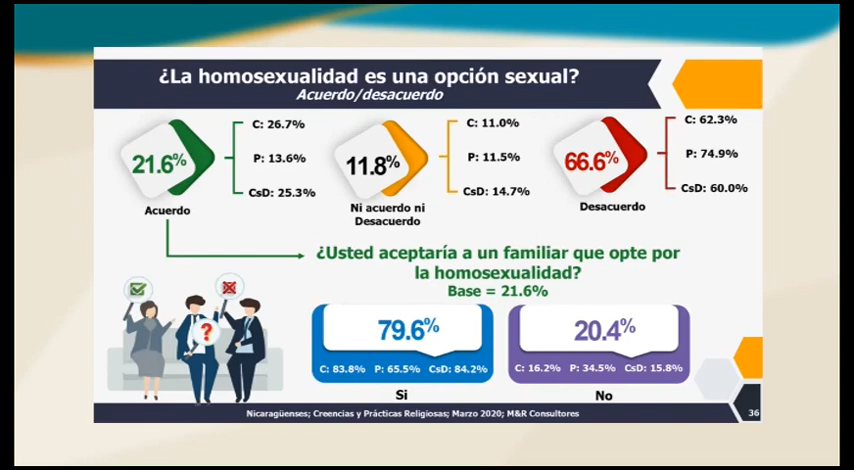 ¿La homosexualidad es una opción sexual?
Acuerdo/desacuerdo
21.6%
C: 26.7%
P: 13.6%
CsD: 25.3%
Acuerdo
11.8%
C: 11.0%
P: 11.5%
CsD: 14.7%
Ni acuerdo ni
Desacuerdo
66.6%
C: 62.3%
P: 74.9%
CsD: 60.0%
Desacuerdo
¿Usted aceptaría a un familiar que opte por
la homosexualidad?
Base = 21.6%
79.6%
C: 83.8% P: 65.5% CsD: 84.2%
Si
20.4%
C: 16.2% P: 34.5% CsD: 15.8%
No
?
Nicaragüenses; Creencias y Prácticas Religiosas; Marzo 2020; M&R Consultores
36